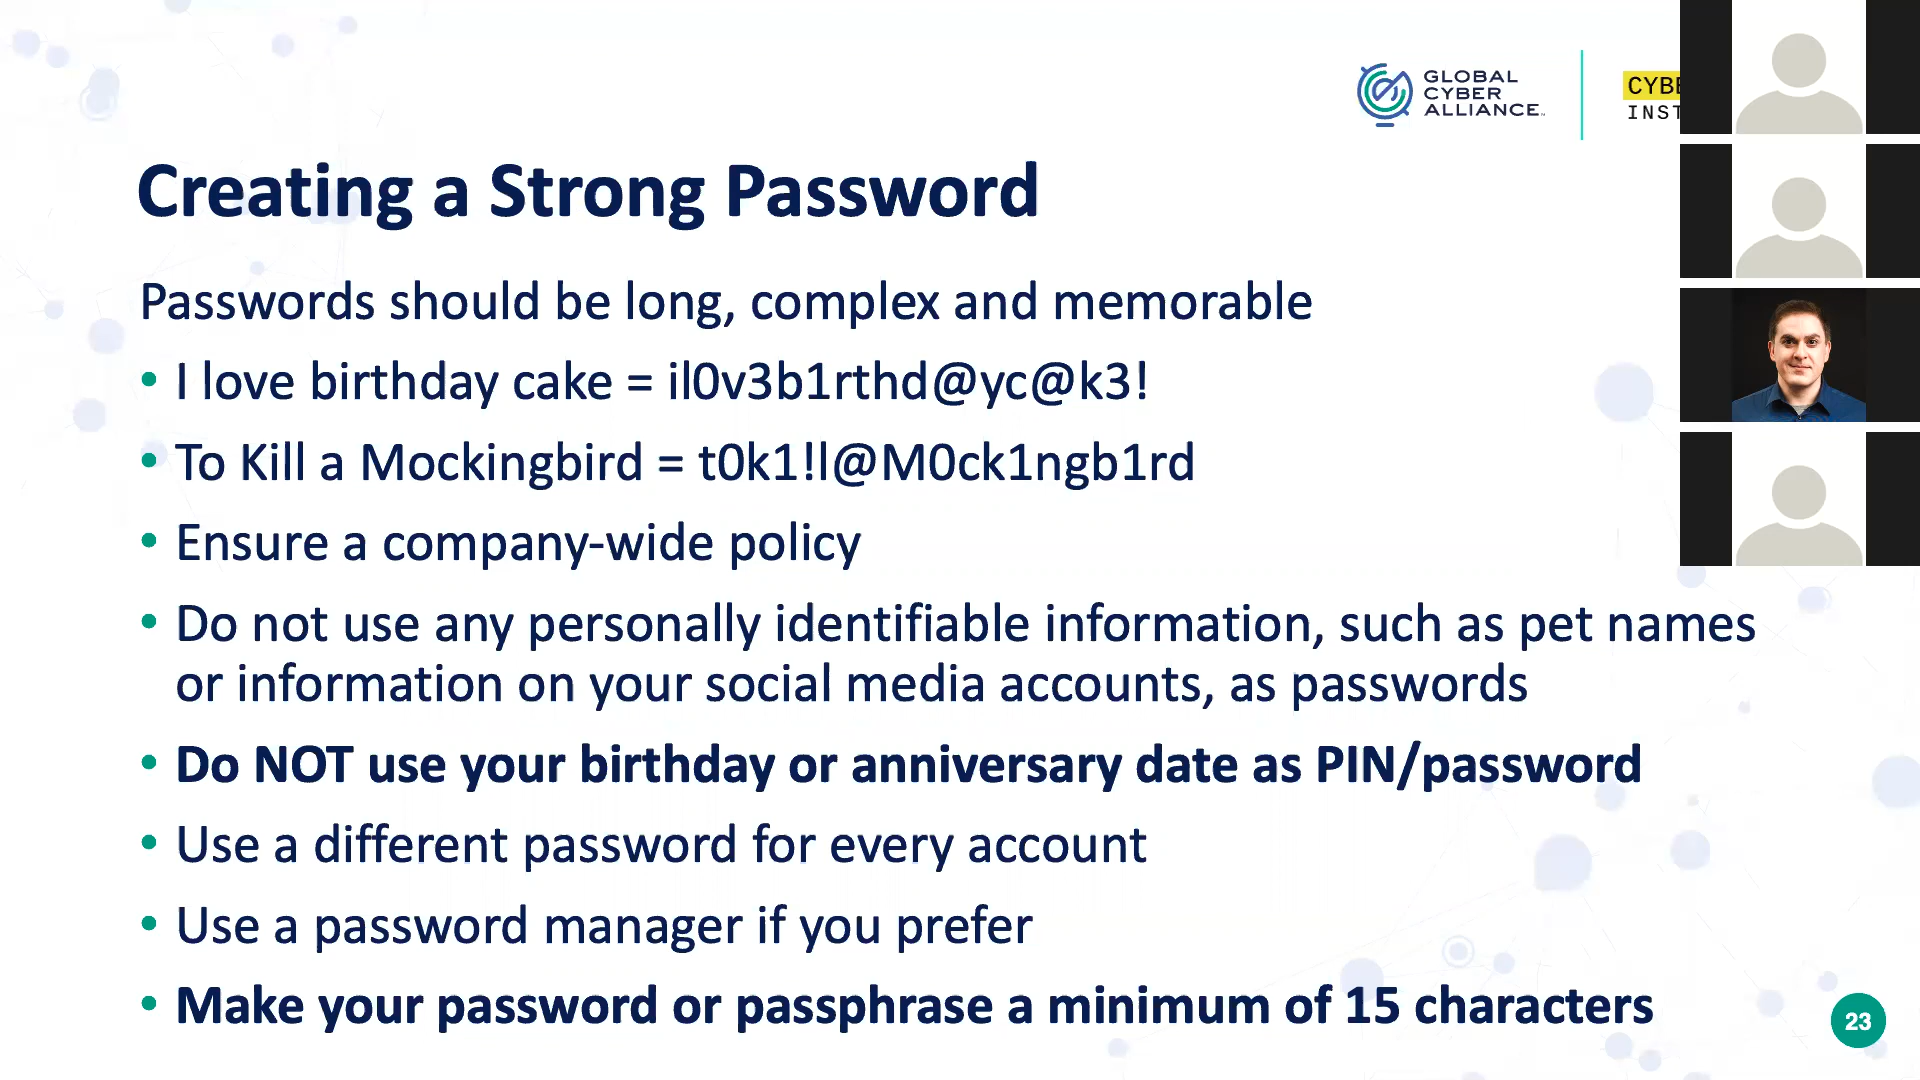 GLOBAL
CYBER
ALLIANCE
Creating a Strong Password
Passwords should be long, complex and memorable
• I love birthday cake = il0v3b1rthd@yc@k3!
• To Kill a Mockingbird = t0k1!l@M0ck1ngb1rd
• Ensure a company-wide policy
• Do not use any personally identifiable information, such as pet names
or information on your social media accounts, as passwords
• Do NOT use your birthday or anniversary date as PIN/password
• Use a different password for every account
• Use a password manager if you prefer
• Make your password or passphrase a minimum of 15 characters
23